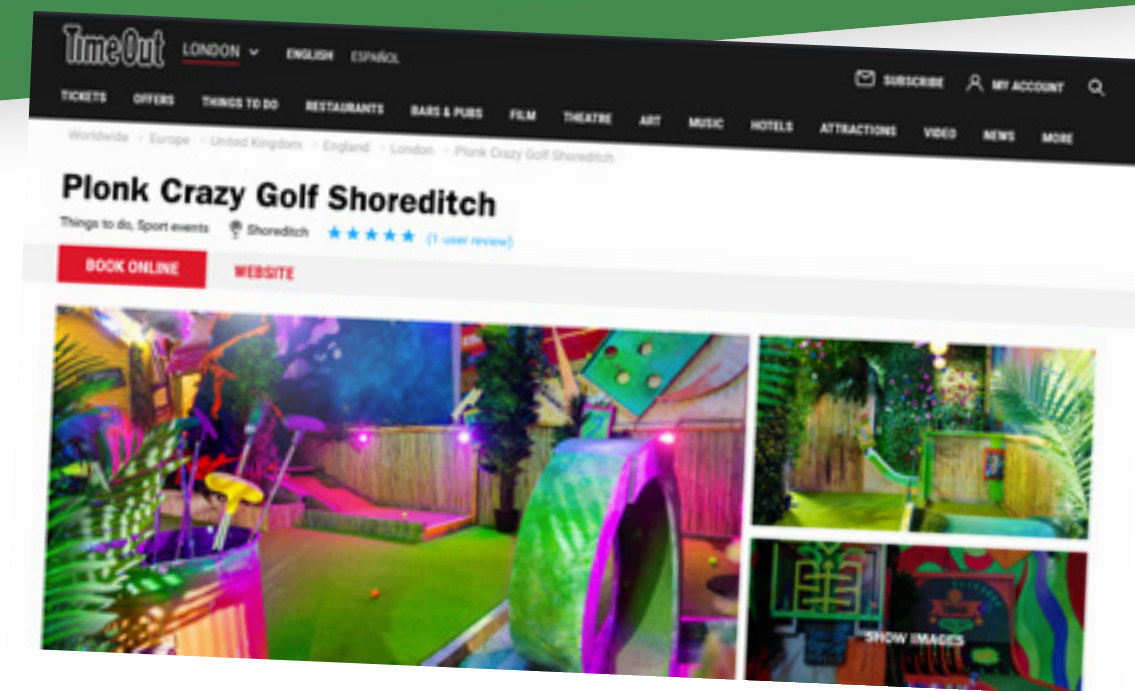 TimeOut LONDON ENGLISH ESPAÑOL
SUBSCRIBE MY ACCOUNT
TICKETS OFFERS THINGS TO DO RESTAURANTS BARS & PUBS FILM THEATRE ART MUSIC HOTELS ATTRACTIONS VIDEO NEWS MORE
Worldwide › Europe › United Kingdom › England › London › Plonk Crazy Golf Shoreditch
Plonk Crazy Golf Shoreditch
Things to do, Sport events Shoreditch ★★★★★ (1 user review)
BOOK ONLINE WEBSITE
2
SHOW IMAGES